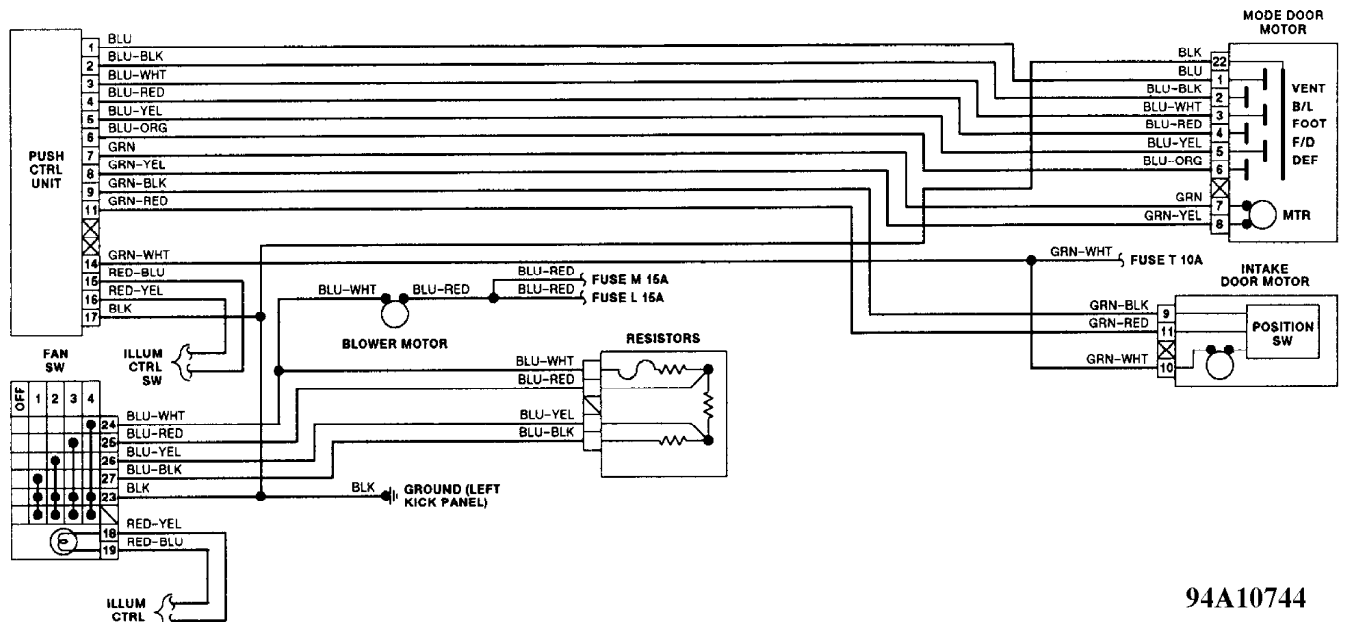 MODE DOOR
MOTOR
PUSH
CTRL
UNIT
1 BLU
2 BLU-BLK
3 BLU-WHT
4 BLU-RED
5 BLU-YEL
6 BLU-ORG
7 GRN
8 GRN-YEL
9 GRN-BLK
11 GRN-RED
14 GRN-WHT
15 RED-BLU
16 RED-YEL
17 BLK
BLK 22
BLU 1
BLU-BLK 2
BLU-WHT 3
BLU-RED 4
BLU-YEL 5
BLU-ORG 6
GRN 7
GRN-YEL 8
VENT
B/L
FOOT
F/D
DEF
MTR
GRN-WHT
FUSE T 10A
INTAKE
DOOR MOTOR
GRN-BLK 9
GRN-RED 11
GRN-WHT 10
POSITION
SW
BLU-WHT
BLU-RED
BLU-RED FUSE M 15A
BLU-RED FUSE L 15A
BLOWER MOTOR
ILLUM
CTRL
SW
RESISTORS
BLU-WHT
BLU-RED
BLU-YEL
BLU-BLK
FAN
SW
OFF 1 2 3 4
24 BLU-WHT
25 BLU-RED
26 BLU-YEL
27 BLU-BLK
23 BLK
18 RED-YEL
19 RED-BLU
BLK
GROUND (LEFT
KICK PANEL)
ILLUM
CTRL
94A10744